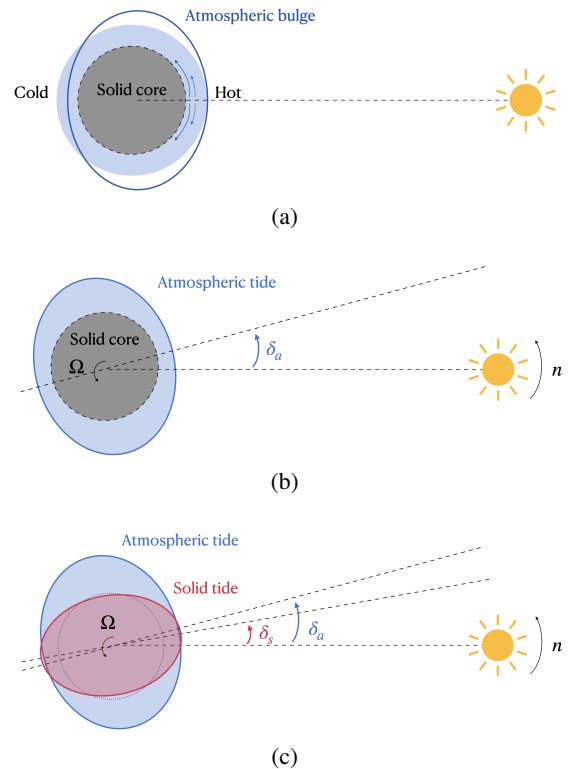 Atmospheric bulge
Cold
Solid core
Hot
(a)
Atmospheric tide
Solid core
Ω
δa
n
(b)
Atmospheric tide
Solid tide
Ω
δs
δa
n
(c)